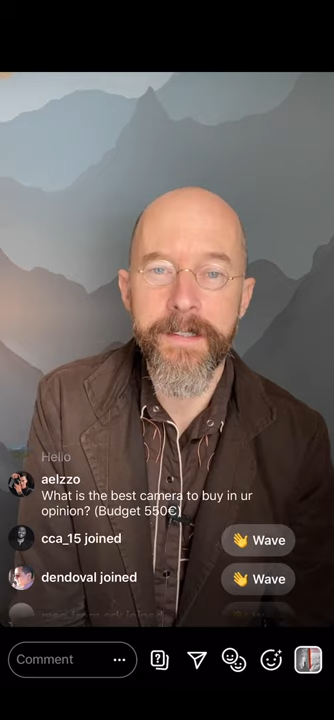 Hello
aelzzo
What is the best camera to buy in ur
opinion? (Budget 550€)
cca_15 joined
👋 Wave
dendoval joined
👋 Wave
Comment